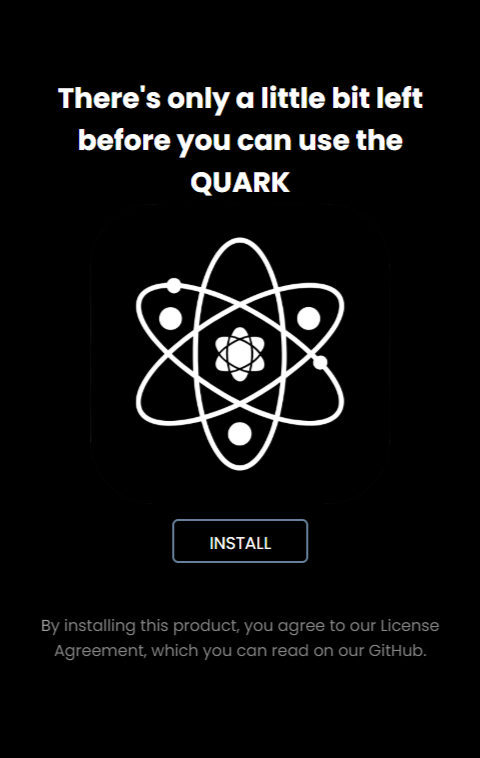 There's only a little bit left
before you can use the
QUARK
INSTALL
By installing this product, you agree to our License
Agreement, which you can read on our GitHub.